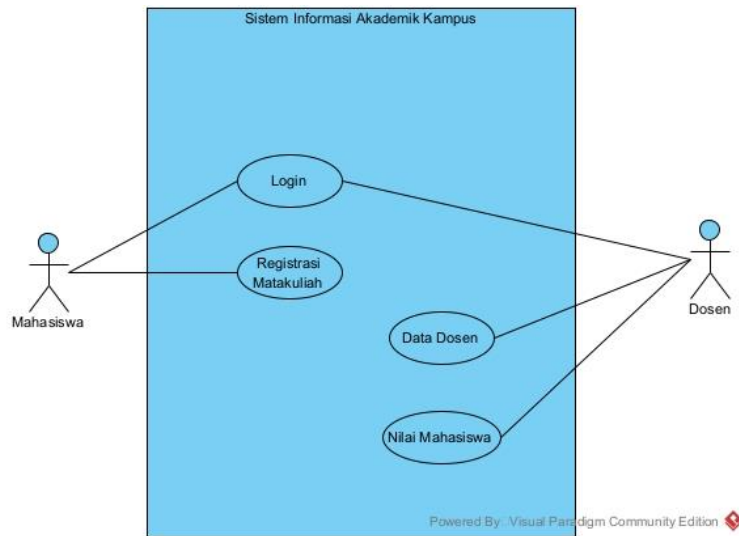 Sistem Informasi Akademik Kampus
Login
Registrasi
Matakuliah
Mahasiswa
Dosen
Data Dosen
Nilai Mahasiswa
Powered By: Visual Paradigm Community Edition